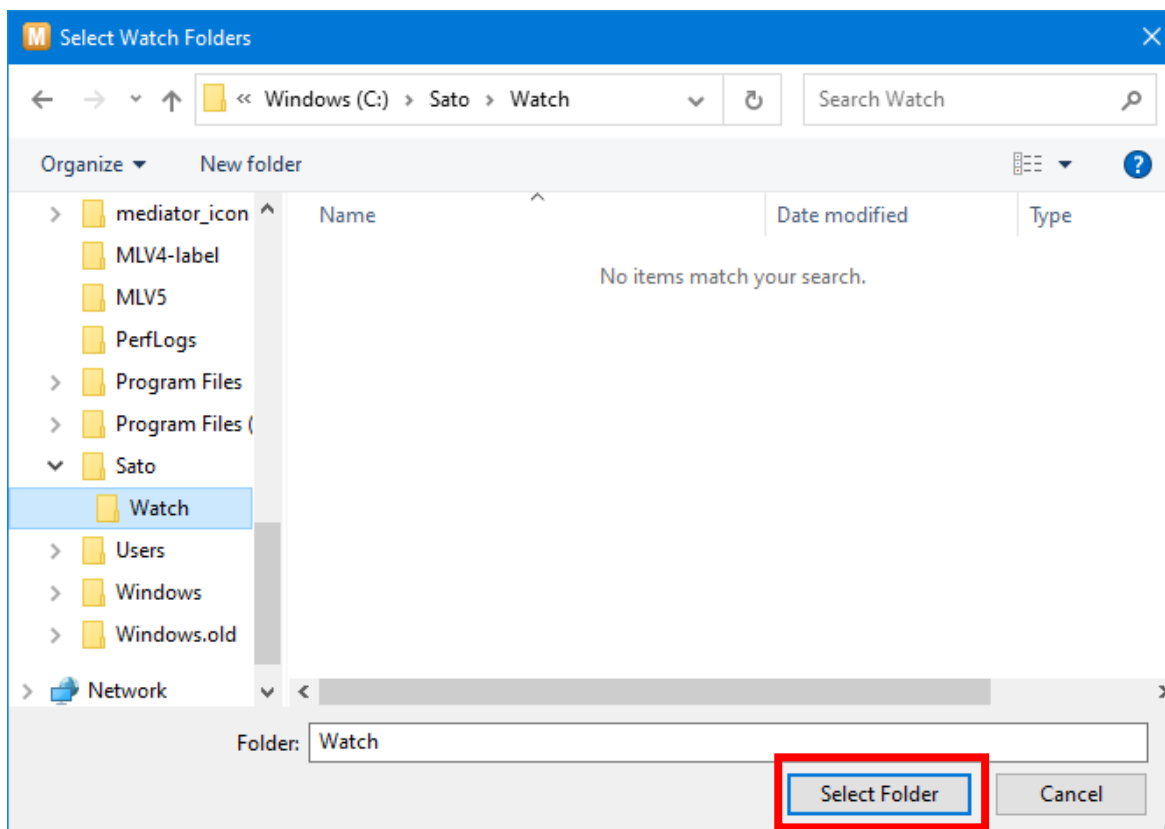 M Select Watch Folders
« Windows (C:) > Sato > Watch
Search Watch
Organize
New folder
?
Name
Date modified
Type
No items match your search.
mediator_icon
MLV4-label
MLV5
PerfLogs
Program Files
Program Files (
Sato
Watch
Users
Windows
Windows.old
Network
Folder: Watch
Select Folder
Cancel